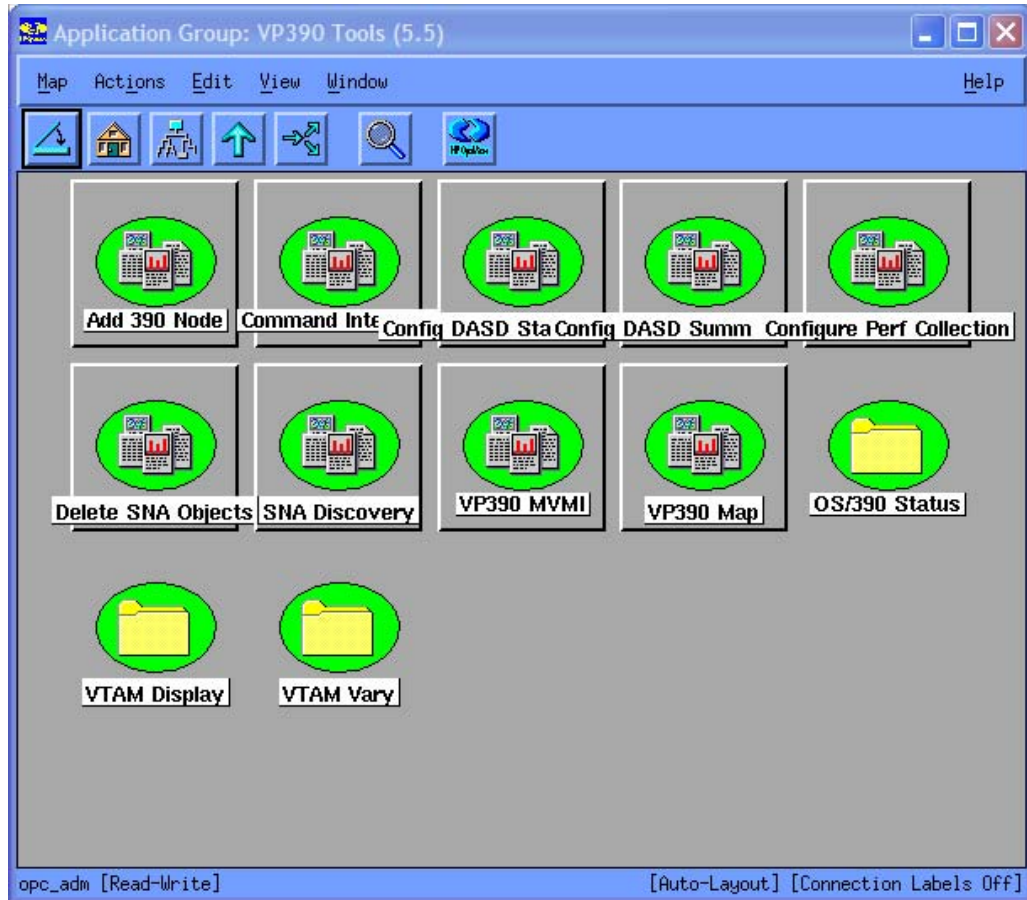 Application Group: VP390 Tools (5.5)
Map Actions Edit View Window Help
HP OpenView
Add 390 Node
Command Inte
Config DASD Sta
Config DASD Summ
Configure Perf Collection
Delete SNA Objects
SNA Discovery
VP390 MVMI
VP390 Map
OS/390 Status
VTAM Display
VTAM Vary
opc_adm [Read-Write] [Auto-Layout] [Connection Labels Off]